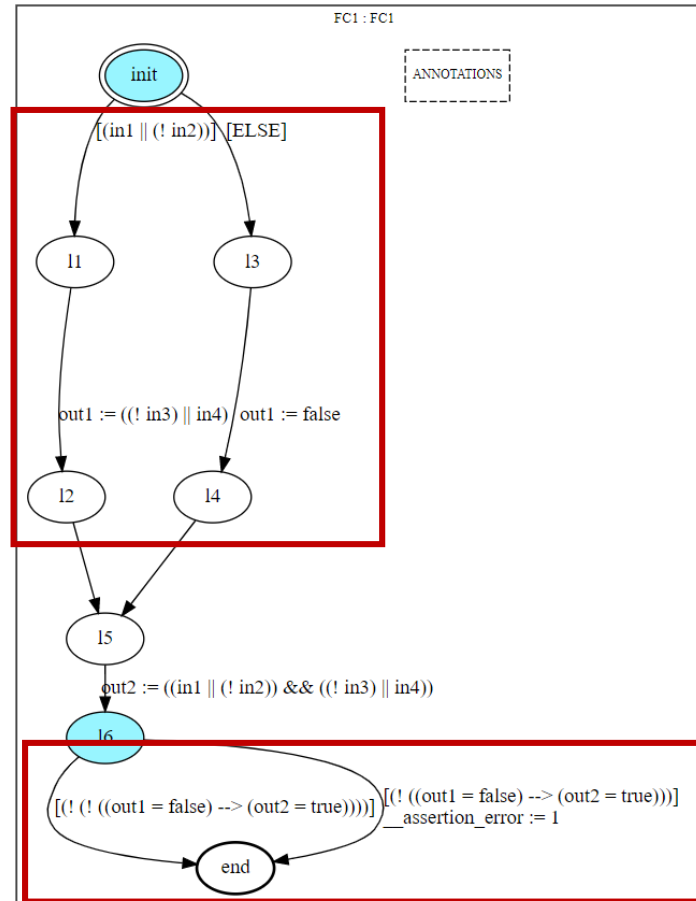 FC1 : FC1
init
ANNOTATIONS
[(in1 || (! in2))] [ELSE]
l1
l3
out1 := ((! in3) || in4)
out1 := false
l2
l4
l5
out2 := ((in1 || (! in2)) && ((! in3) || in4))
l6
[(! (! ((out1 = false) --> (out2 = true))))]
[(! ((out1 = false) --> (out2 = true)))]
__assertion_error := 1
end